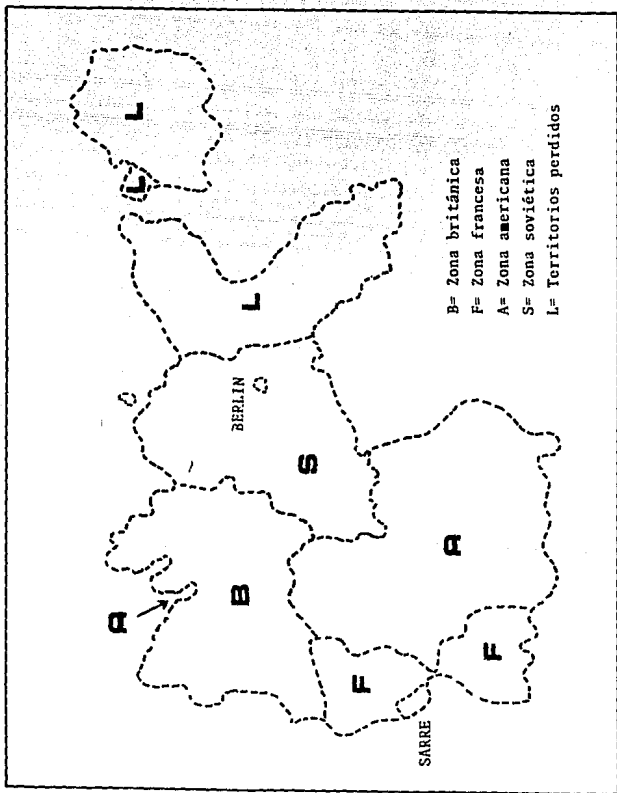 L
L
L
BERLIN
S
A
B
A
F
F
SARRE
B= Zona británica
F= Zona francesa
A= Zona americana
S= Zona soviética
L= Territorios perdidos